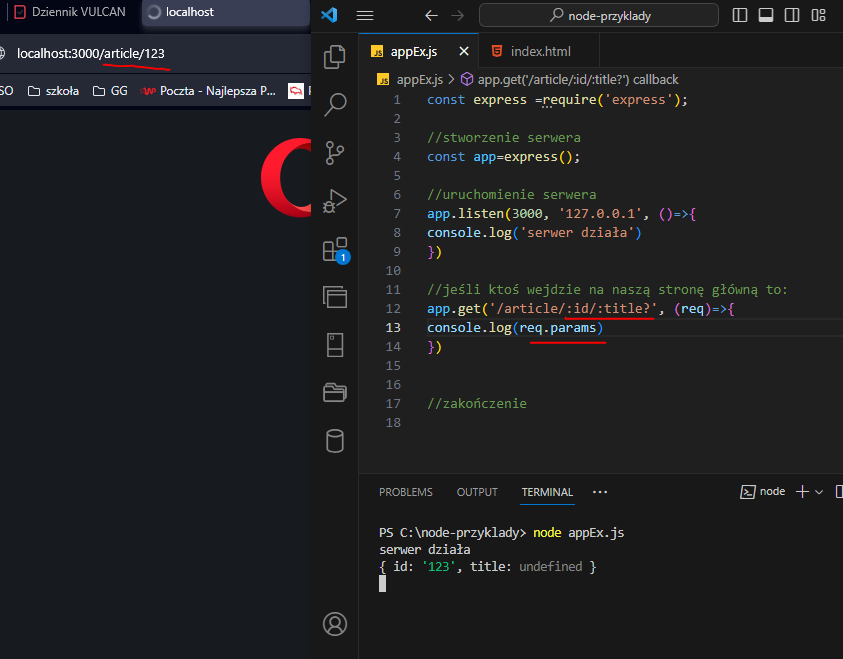 Dziennik VULCAN
localhost
node-przyklady
localhost:3000/article/123
SO
szkoła
GG
Poczta - Najlepsza P...
appEx.js
index.html
appEx.js > app.get('/article/:id/:title?') callback
1 const express =require('express');
2
3 //stworzenie serwera
4 const app=express();
5
6 //uruchomienie serwera
7 app.listen(3000, '127.0.0.1', ()=>{
8 console.log('serwer działa')
9 })
10
11 //jeśli ktoś wejdzie na naszą stronę główną to:
12 app.get('/article/:id/:title?', (req)=>{
13 console.log(req.params)
14 })
15
16
17 //zakończenie
18
1
PROBLEMS OUTPUT TERMINAL ... node
PS C:\node-przyklady> node appEx.js
serwer działa
{ id: '123', title: undefined }